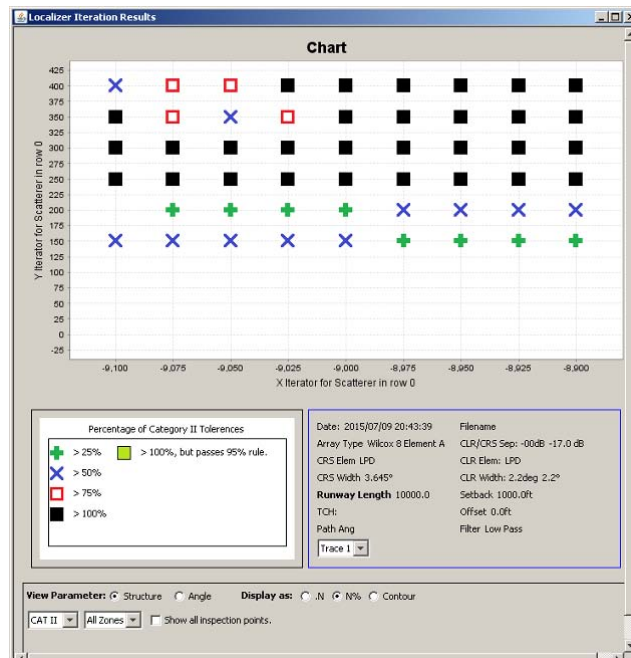 Localizer Iteration Results
Chart
Y Iterator for Scatterer in row 0
425
400
375
350
325
300
275
250
225
200
175
150
125
100
75
50
25
0
-25
-9,100 -9,075 -9,050 -9,025 -9,000 -8,975 -8,950 -8,925 -8,900
X Iterator for Scatterer in row 0
Percentage of Category II Tolerences
> 25% > 100%, but passes 95% rule.
> 50%
> 75%
> 100%
Date: 2015/07/09 20:43:39 Filename
Array Type Wilcox 8 Element A CLR/CRS Sep: -00dB -17.0 dB
CRS Elem LPD CLR Elem: LPD
CRS Width 3.645° CLR Width: 2.2deg 2.2°
Runway Length 10000.0 Setback 1000.0ft
TCH: Offset 0.0ft
Path Ang Filter Low Pass
Trace 1
View Parameter: Structure Angle Display as: .N N% Contour
CAT II All Zones Show all inspection points.